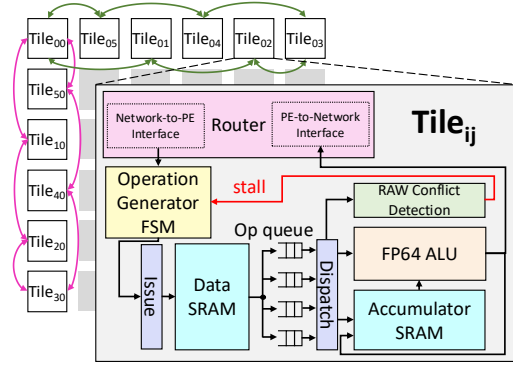 Tile00 Tile05 Tile01 Tile04 Tile02 Tile03
Tile50
Tile10
Tile40
Tile20
Tile30
Network-to-PE
Interface
Router
PE-to-Network
Interface
Tileij
Operation
Generator
FSM
stall
RAW Conflict
Detection
Op queue
Issue
Data
SRAM
Dispatch
FP64 ALU
Accumulator
SRAM